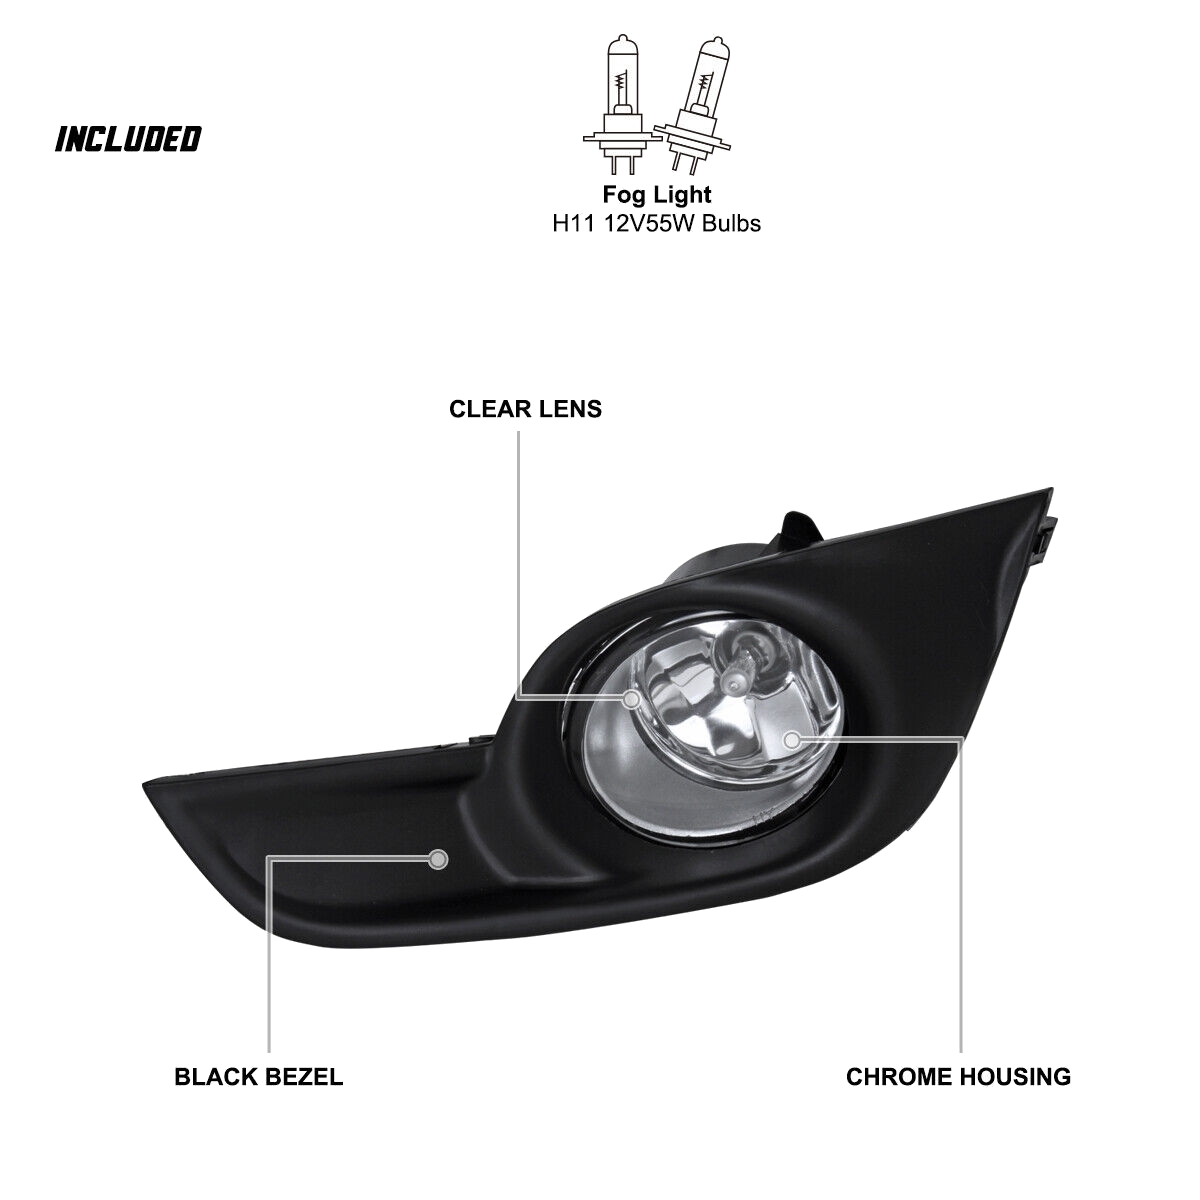 INCLUDED
Fog Light
H11 12V55W Bulbs
CLEAR LENS
BLACK BEZEL
CHROME HOUSING